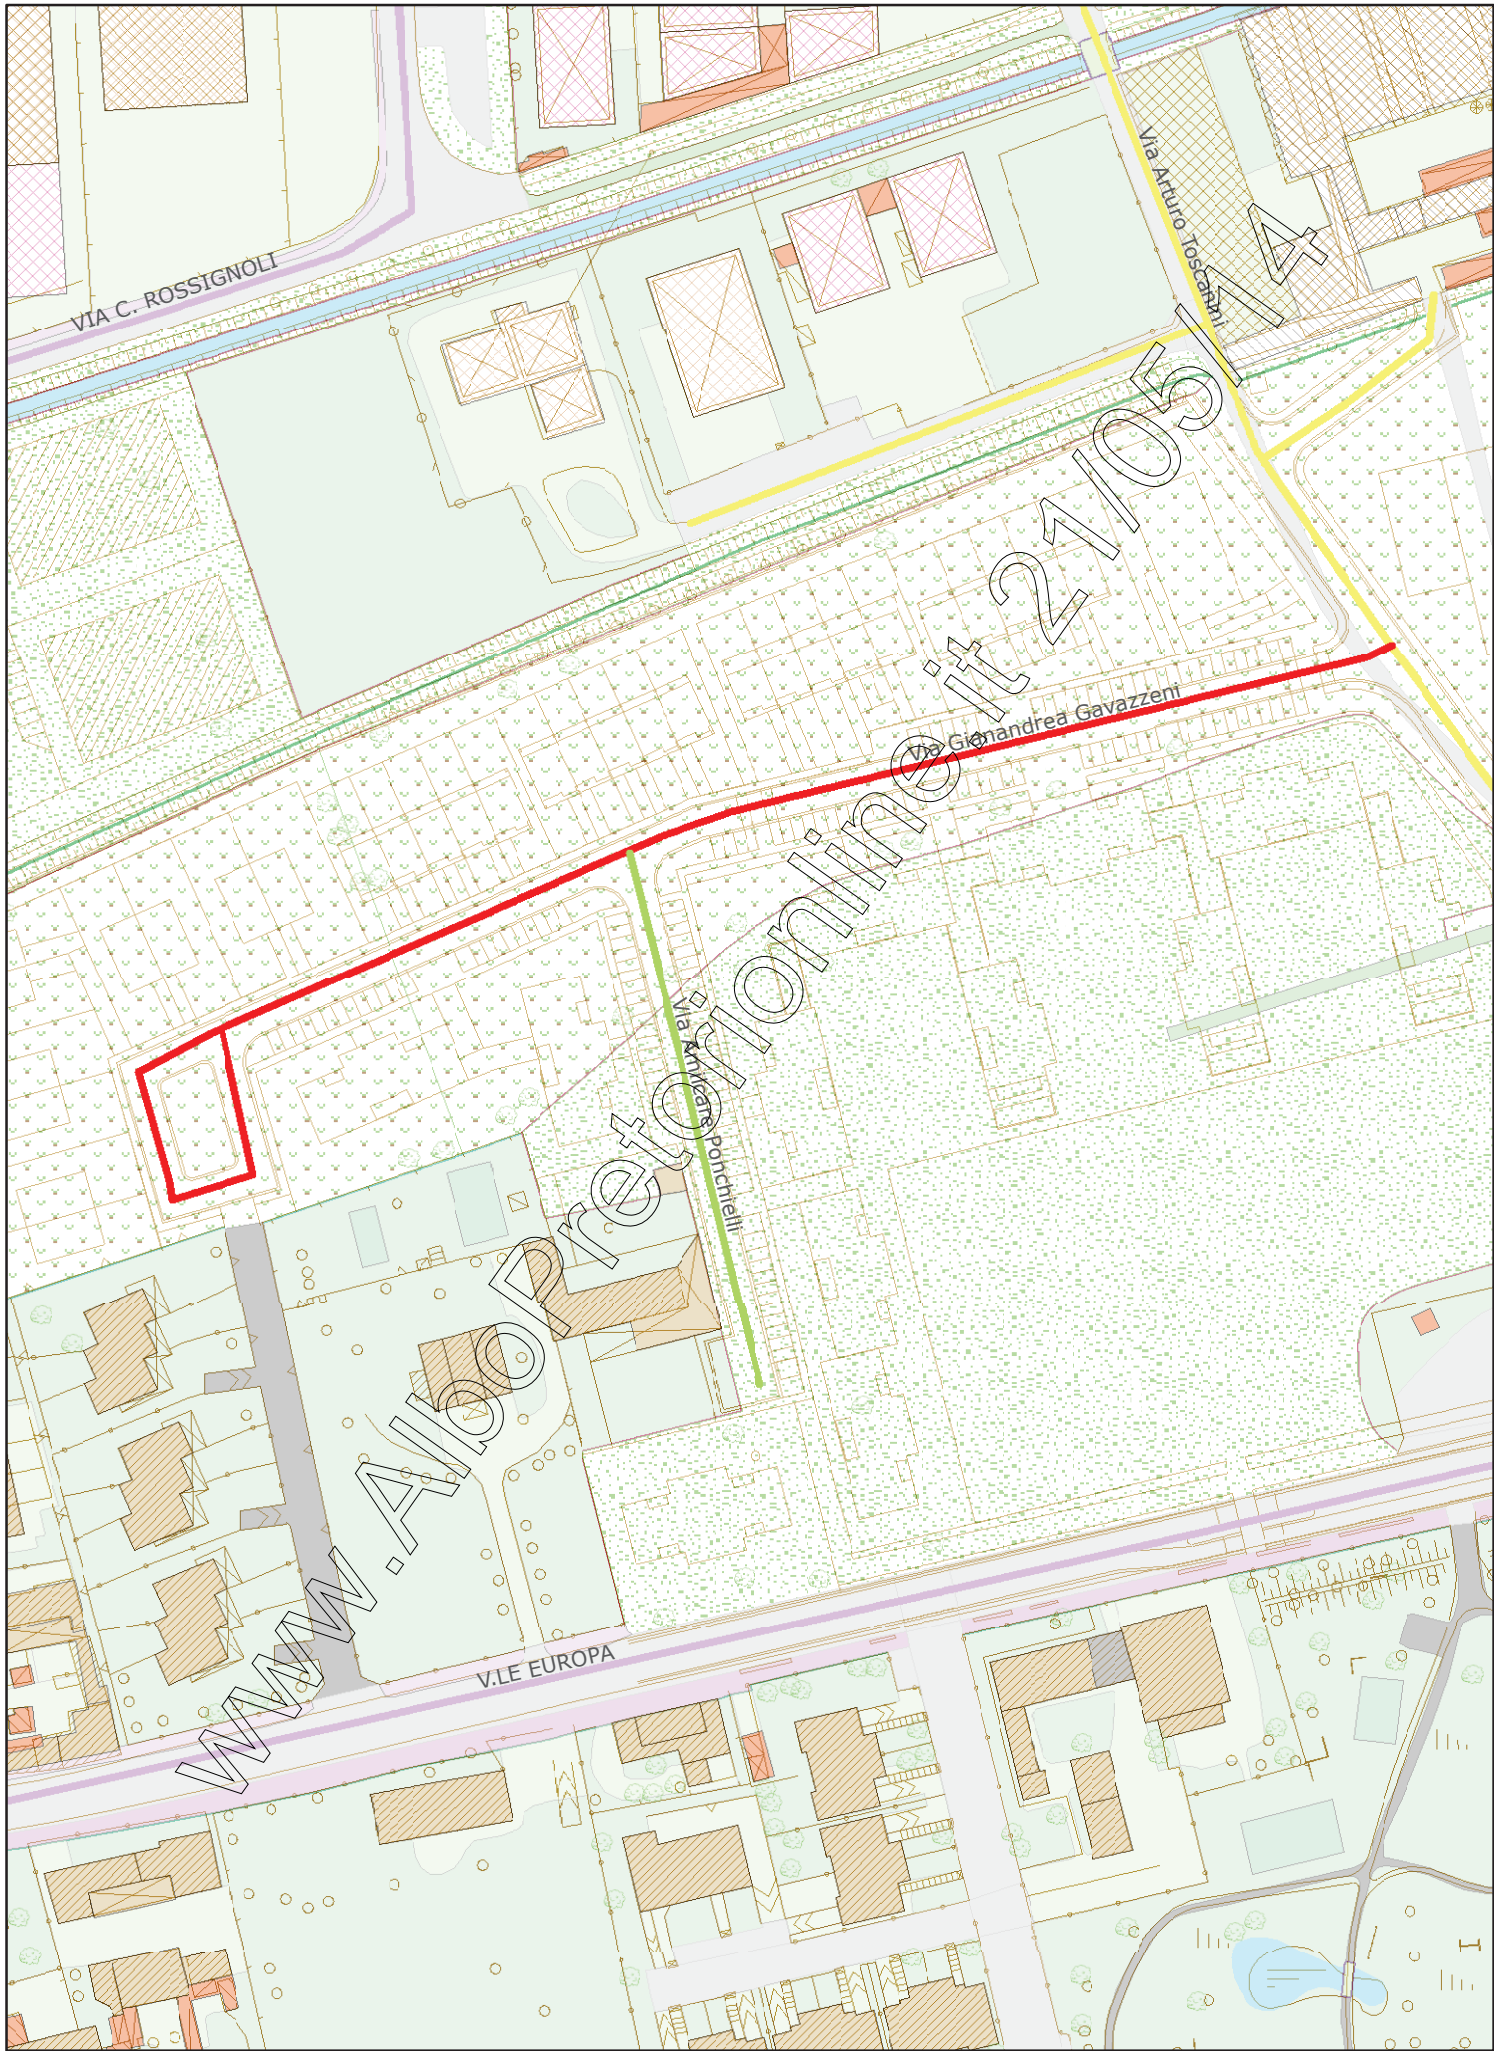 Via Arturo Toscanini
VIA C. ROSSIGNOLI
Via Gianandrea Gavazzeni
Via Amilcare Ponchielli
V.LE EUROPA
www.AlboPretorionline.it 21/05/14